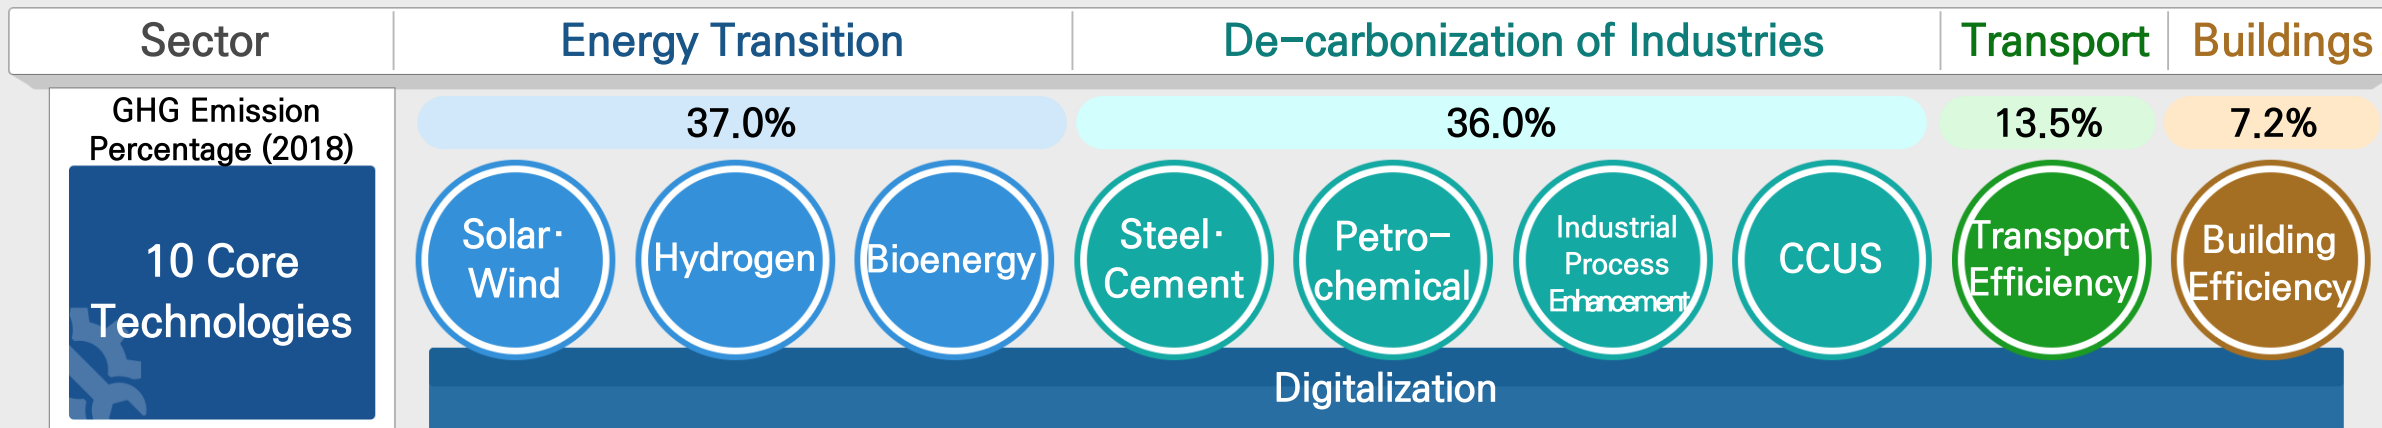 Sector
Energy Transition
De-carbonization of Industries
Transport
Buildings
GHG Emission
Percentage (2018)
37.0%
36.0%
13.5%
7.2%
10 Core
Technologies
Solar·
Wind
Hydrogen
Bioenergy
Steel·
Cement
Petro-
chemical
Industrial
Process
Enhancement
CCUS
Transport
Efficiency
Building
Efficiency
Digitalization